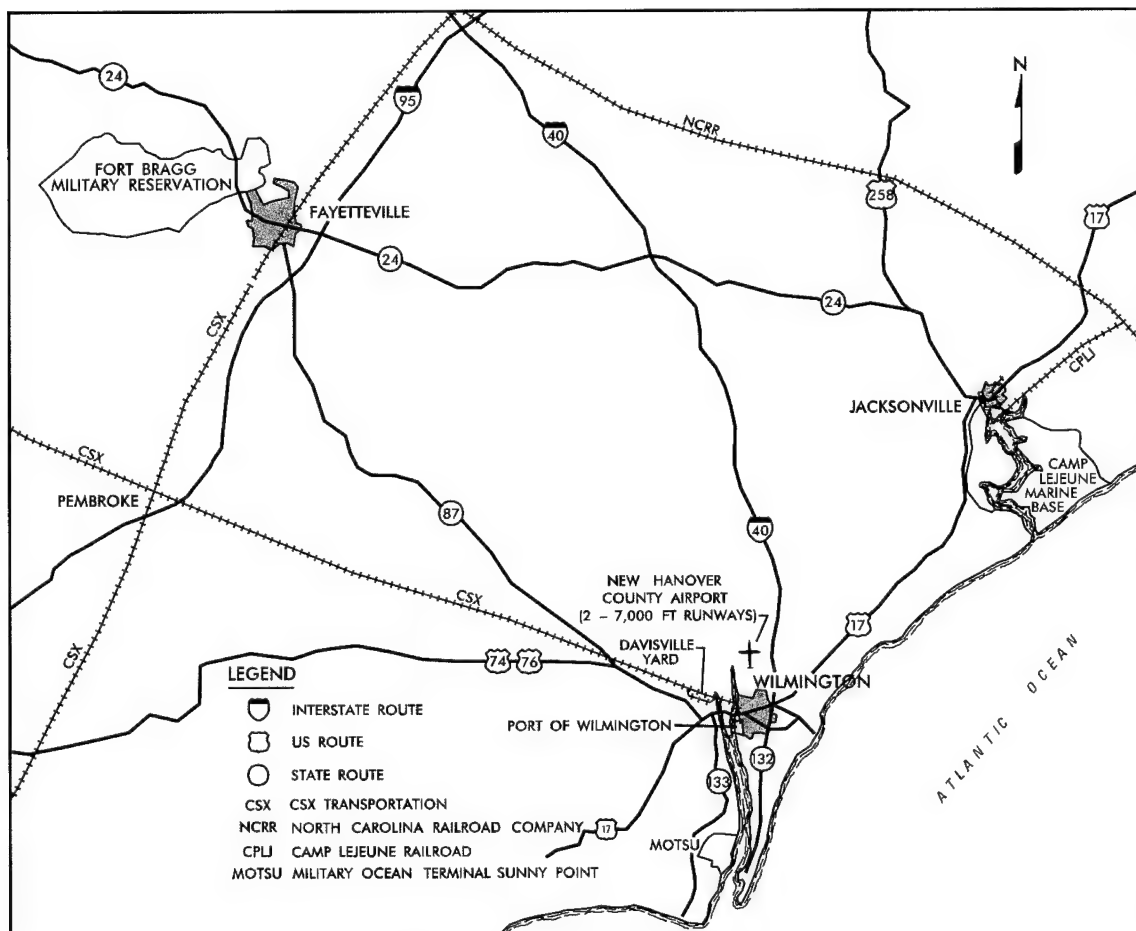 N
24
95
40
NCRR
FORT BRAGG
MILITARY RESERVATION
258
17
FAYETTEVILLE
24
24
CSX
CPLJ
JACKSONVILLE
CSX
CAMP
LEJEUNE
MARINE
BASE
PEMBROKE
87
40
NEW HANOVER
COUNTY AIRPORT
(2 – 7,000 FT RUNWAYS)
CSX
17
DAVISVILLE
YARD
CSX
74 76
WILMINGTON
ATLANTIC OCEAN
PORT OF WILMINGTON
132
133
17
MOTSU
LEGEND
INTERSTATE ROUTE
US ROUTE
STATE ROUTE
CSX CSX TRANSPORTATION
NCRR NORTH CAROLINA RAILROAD COMPANY
CPLJ CAMP LEJEUNE RAILROAD
MOTSU MILITARY OCEAN TERMINAL SUNNY POINT